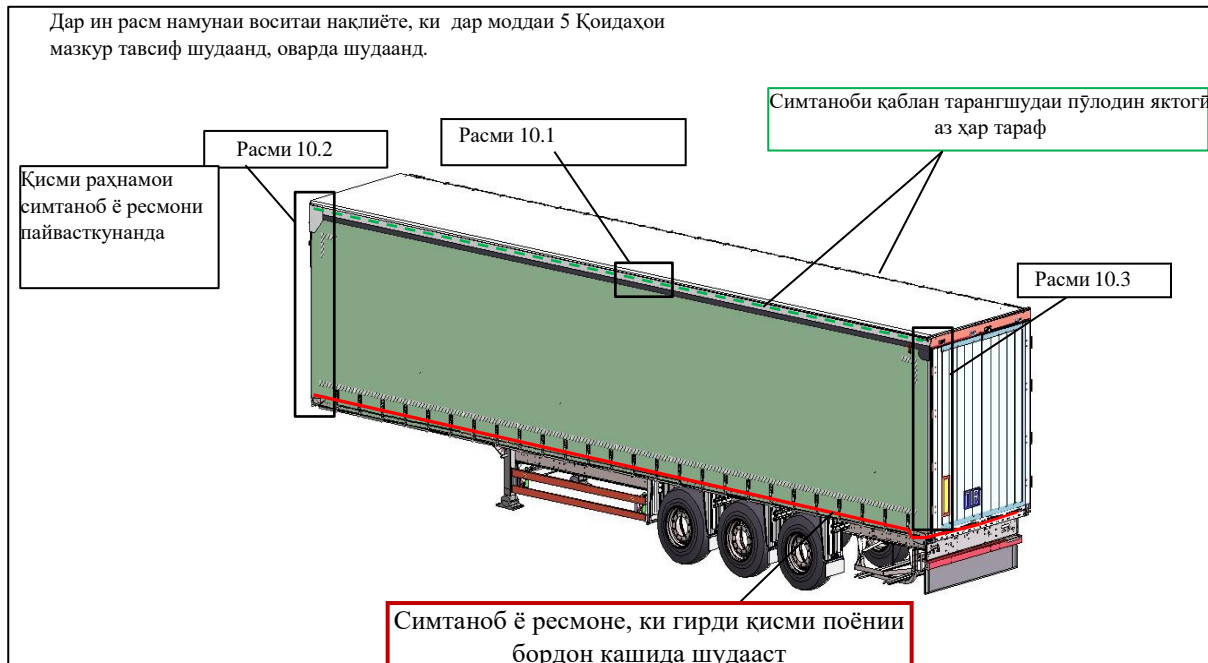 Дар ин расм намунаи воситаи нақлиёте, ки дар моддаи 5 Қоидаҳои
мазкур тавсиф шудаанд, оварда шудаанд.
Симтаноби қаблан тарангшудаи пӯлодин яктогӣ
аз ҳар тараф
Расми 10.1
Расми 10.2
Қисми раҳнамои
симтаноб ё ресмони
пайвасткунанда
Расми 10.3
Симтаноб ё ресмоне, ки гирди қисми поёнии
бордон кашида шудааст